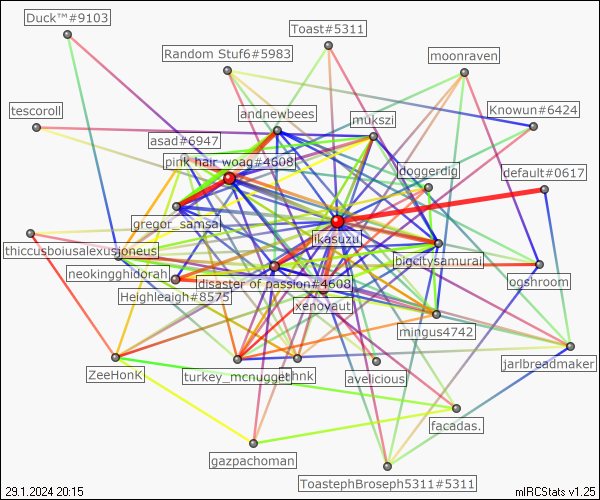 Duck™#9103
Toast#5311
Random Stuf6#5983
moonraven
tescoroll
andnewbees
mukszi
Knowun#6424
asad#6947
pink hair woag#4608
doggerdig
default#0617
gregor_samsa
likasuzu
thiccusboiusalexusjoneus
neokingghidorah
disaster of passion#4608
bigcitysamurai
ogshroom
Heighleaigh#8575
xenoyaut
mingus4742
ZeeHonK
turkey_mcnugget
avelicious
jarlbreadmaker
facadas.
gazpachoman
ToastephBroseph5311#5311
29.1.2024 20:15
mIRCStats v1.25